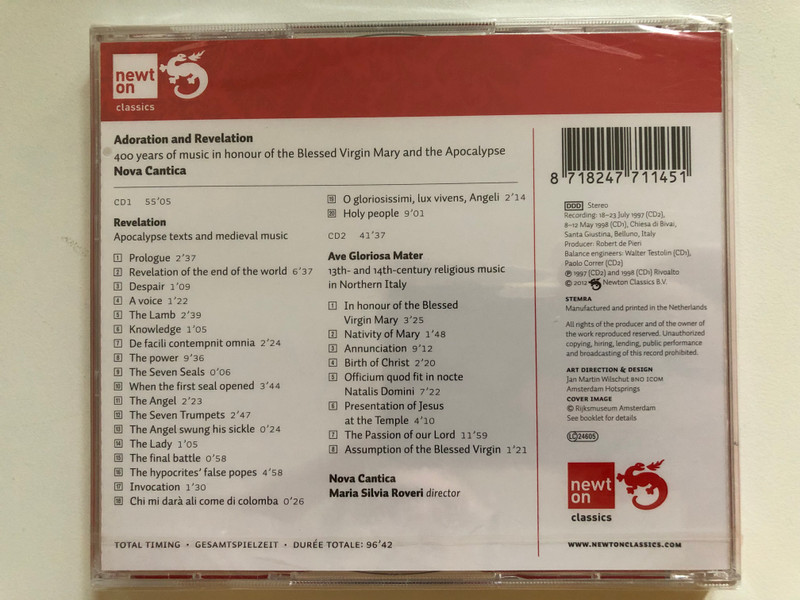 newt
on
classics
Adoration and Revelation
400 years of music in honour of the Blessed Virgin Mary and the Apocalypse
Nova Cantica
CD1 55'05
Revelation
Apocalypse texts and medieval music
1 Prologue 2'37
2 Revelation of the end of the world 6'37
3 Despair 1'09
4 A voice 1'22
5 The Lamb 2'39
6 Knowledge 1'05
7 De facili contempnit omnia 2'24
8 The power 9'36
9 The Seven Seals 0'06
10 When the first seal opened 3'44
11 The Angel 2'23
12 The Seven Trumpets 2'47
13 The Angel swung his sickle 0'24
14 The Lady 1'05
15 The final battle 0'58
16 The hypocrites' false popes 4'58
17 Invocation 1'30
18 Chi mi darà ali come di colomba 0'26
19 O gloriosissimi, lux vivens, Angeli 2'14
20 Holy people 9'01
CD2 41'37
Ave Gloriosa Mater
13th- and 14th-century religious music
in Northern Italy
1 In honour of the Blessed
Virgin Mary 3'25
2 Nativity of Mary 1'48
3 Annunciation 9'12
4 Birth of Christ 2'20
5 Officium quod fit in nocte
Natalis Domini 7'22
6 Presentation of Jesus
at the Temple 4'10
7 The Passion of our Lord 11'59
8 Assumption of the Blessed Virgin 1'21
Nova Cantica
Maria Silvia Roveri director
TOTAL TIMING · GESAMTSPIELZEIT · DURÉE TOTALE: 96'42
8 718247 711451
DDD Stereo
Recording: 18–23 July 1997 (CD2),
8–12 May 1998 (CD1), Chiesa di Bivai,
Santa Giustina, Belluno, Italy
Producer: Robert de Pieri
Balance engineers: Walter Testolin (CD1),
Paolo Correr (CD2)
℗ 1997 (CD2) and 1998 (CD1) Rivoalto
© 2012 Newton Classics B.V.
STEMRA
Manufactured and printed in the Netherlands
All rights of the producer and of the owner of
the work reproduced reserved. Unauthorized
copying, hiring, lending, public performance
and broadcasting of this record prohibited.
ART DIRECTION & DESIGN
Jan Martin Wilschut BNO ICOM
Amsterdam Hotsprings
COVER IMAGE
© Rijksmuseum Amsterdam
See booklet for details
LC 24605
newt
on
classics
WWW.NEWTONCLASSICS.COM